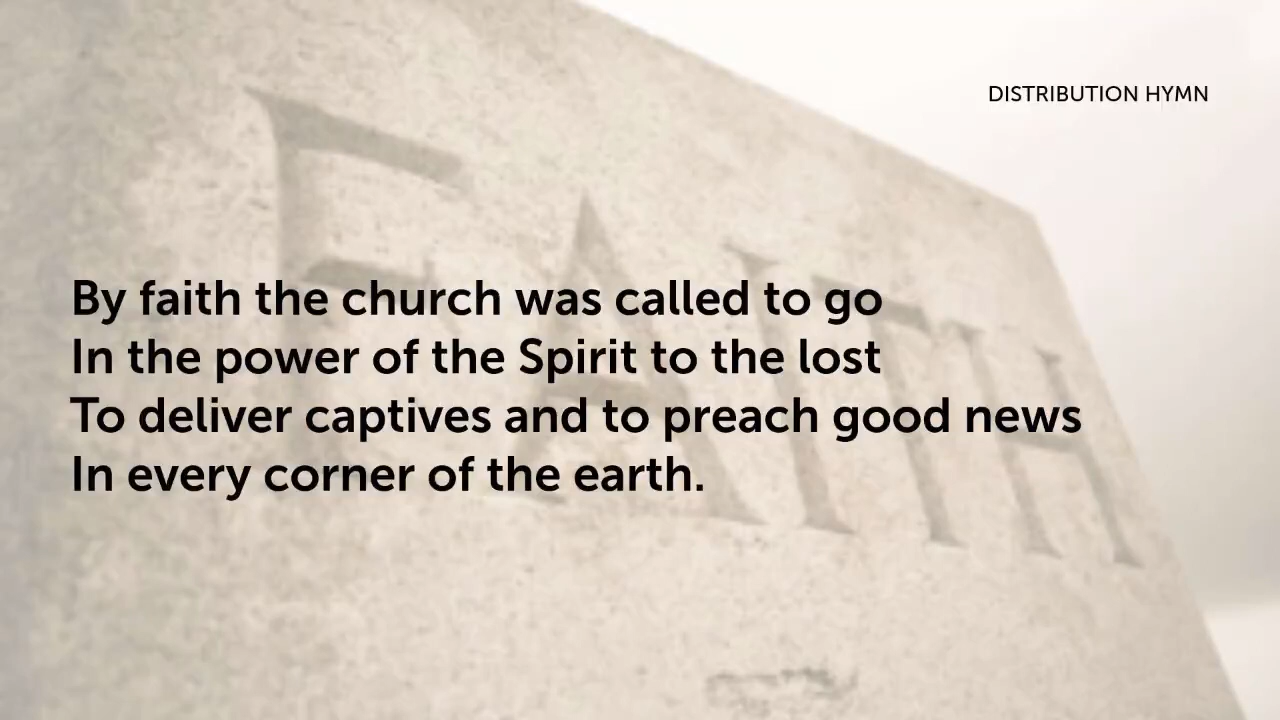 DISTRIBUTION HYMN
FAITH
By faith the church was called to go
In the power of the Spirit to the lost
To deliver captives and to preach good news
In every corner of the earth.